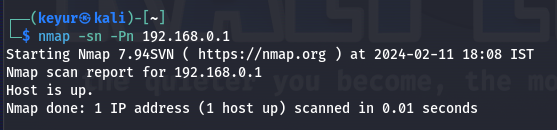 (keyur㉿kali)-[~]
$ nmap -sn -Pn 192.168.0.1
Starting Nmap 7.94SVN ( https://nmap.org ) at 2024-02-11 18:08 IST
Nmap scan report for 192.168.0.1
Host is up.
Nmap done: 1 IP address (1 host up) scanned in 0.01 seconds